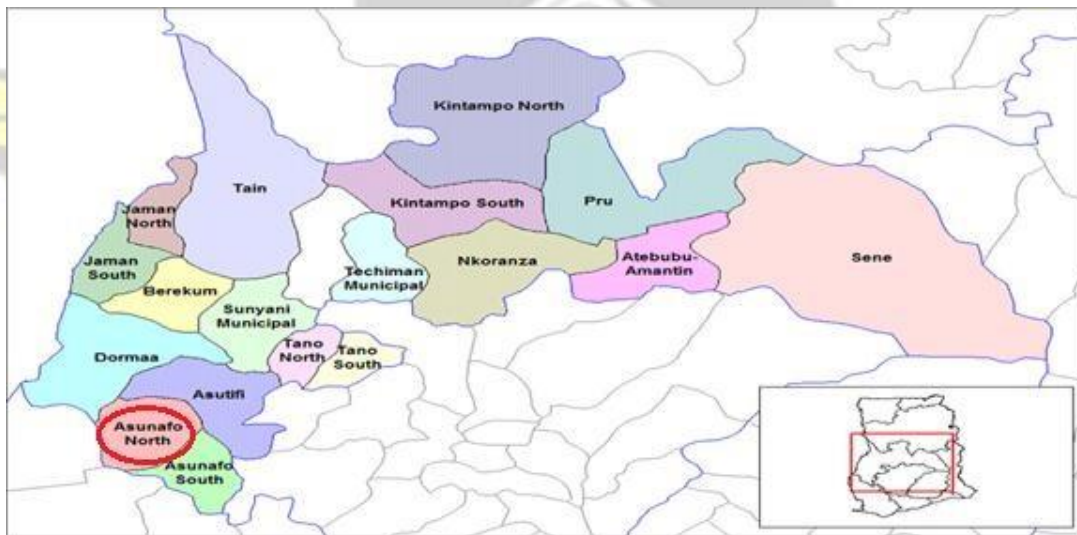 Kintampo North
Tain
Jaman
North
Kintampo South
Pru
Jaman
South
Berekum
Techiman
Municipal
Nkoranza
Atebubu-
Amantin
Sene
Sunyani
Municipal
Tano
North
Tano
South
Dormaa
Asutifi
Asunafo
North
Asunafo
South